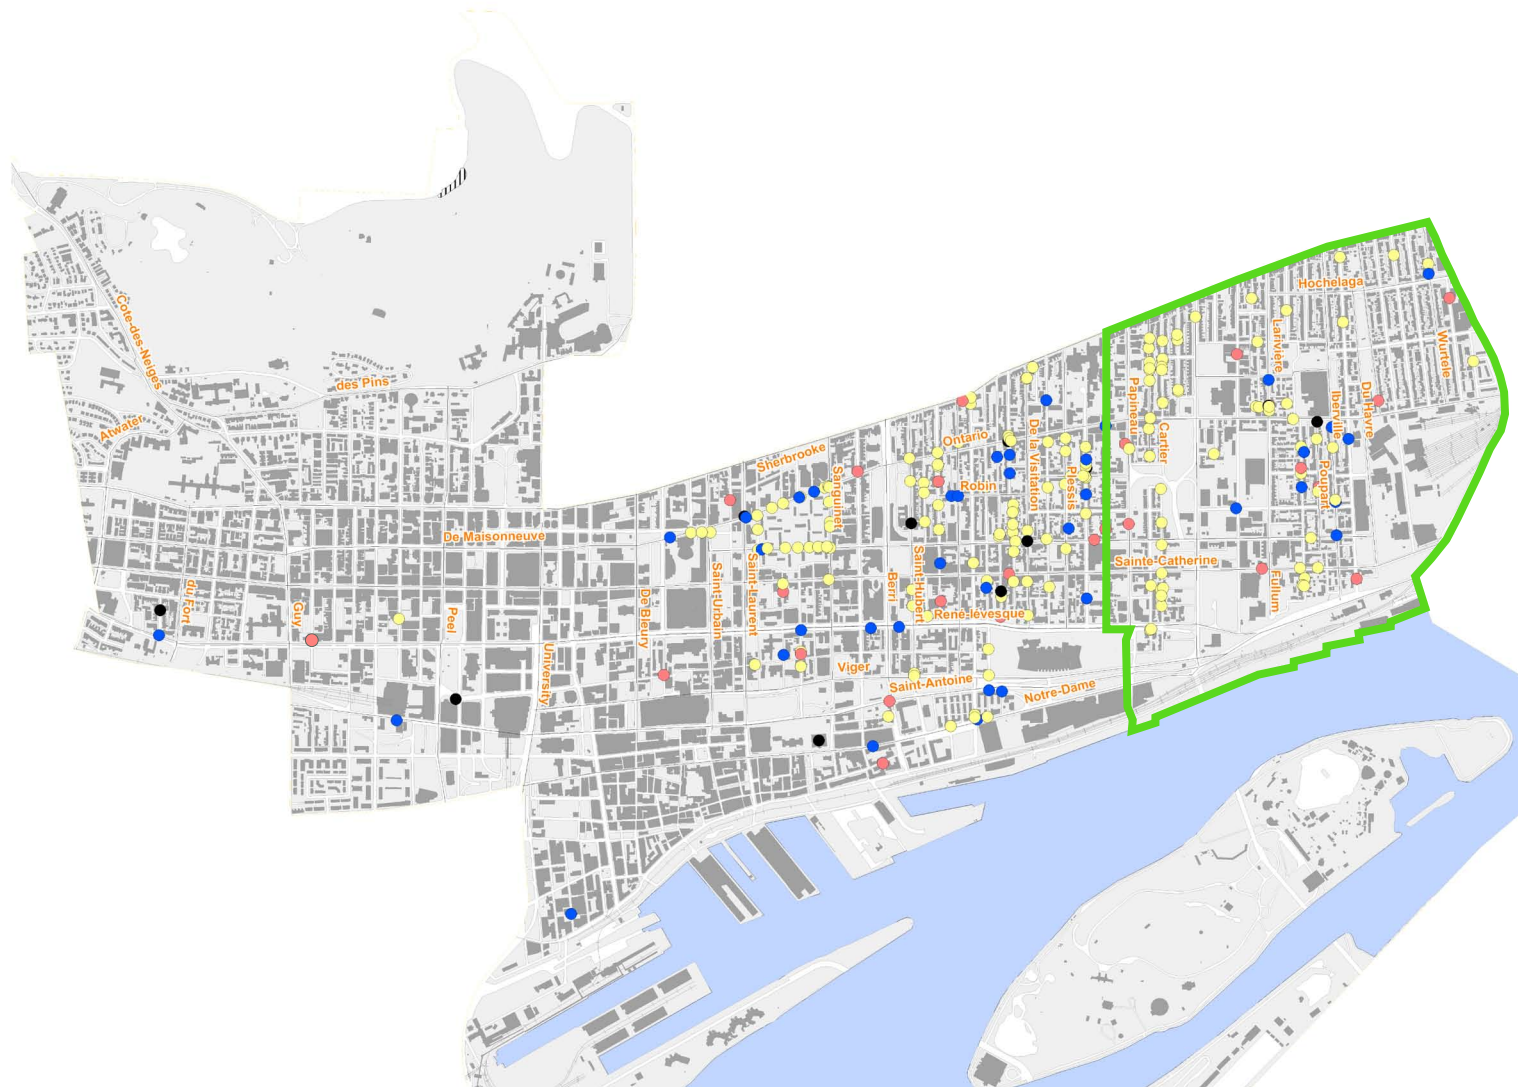 Hochelaga
Côte-des-Neiges
Larivière
Wurtele
des Pins
Papineau
Iberville
Du Havre
Atwater
De la Visitation
Cartier
Ontario
Sherbrooke
Sanguinet
Plessis
Poupart
Robin
De Maisonneuve
Sainte-Catherine
Saint-Hubert
Berri
Saint-Laurent
Saint-Urbain
Fullum
du Fort
Guy
Peel
De Bleury
René-lévesque
University
Viger
Saint-Antoine
Notre-Dame